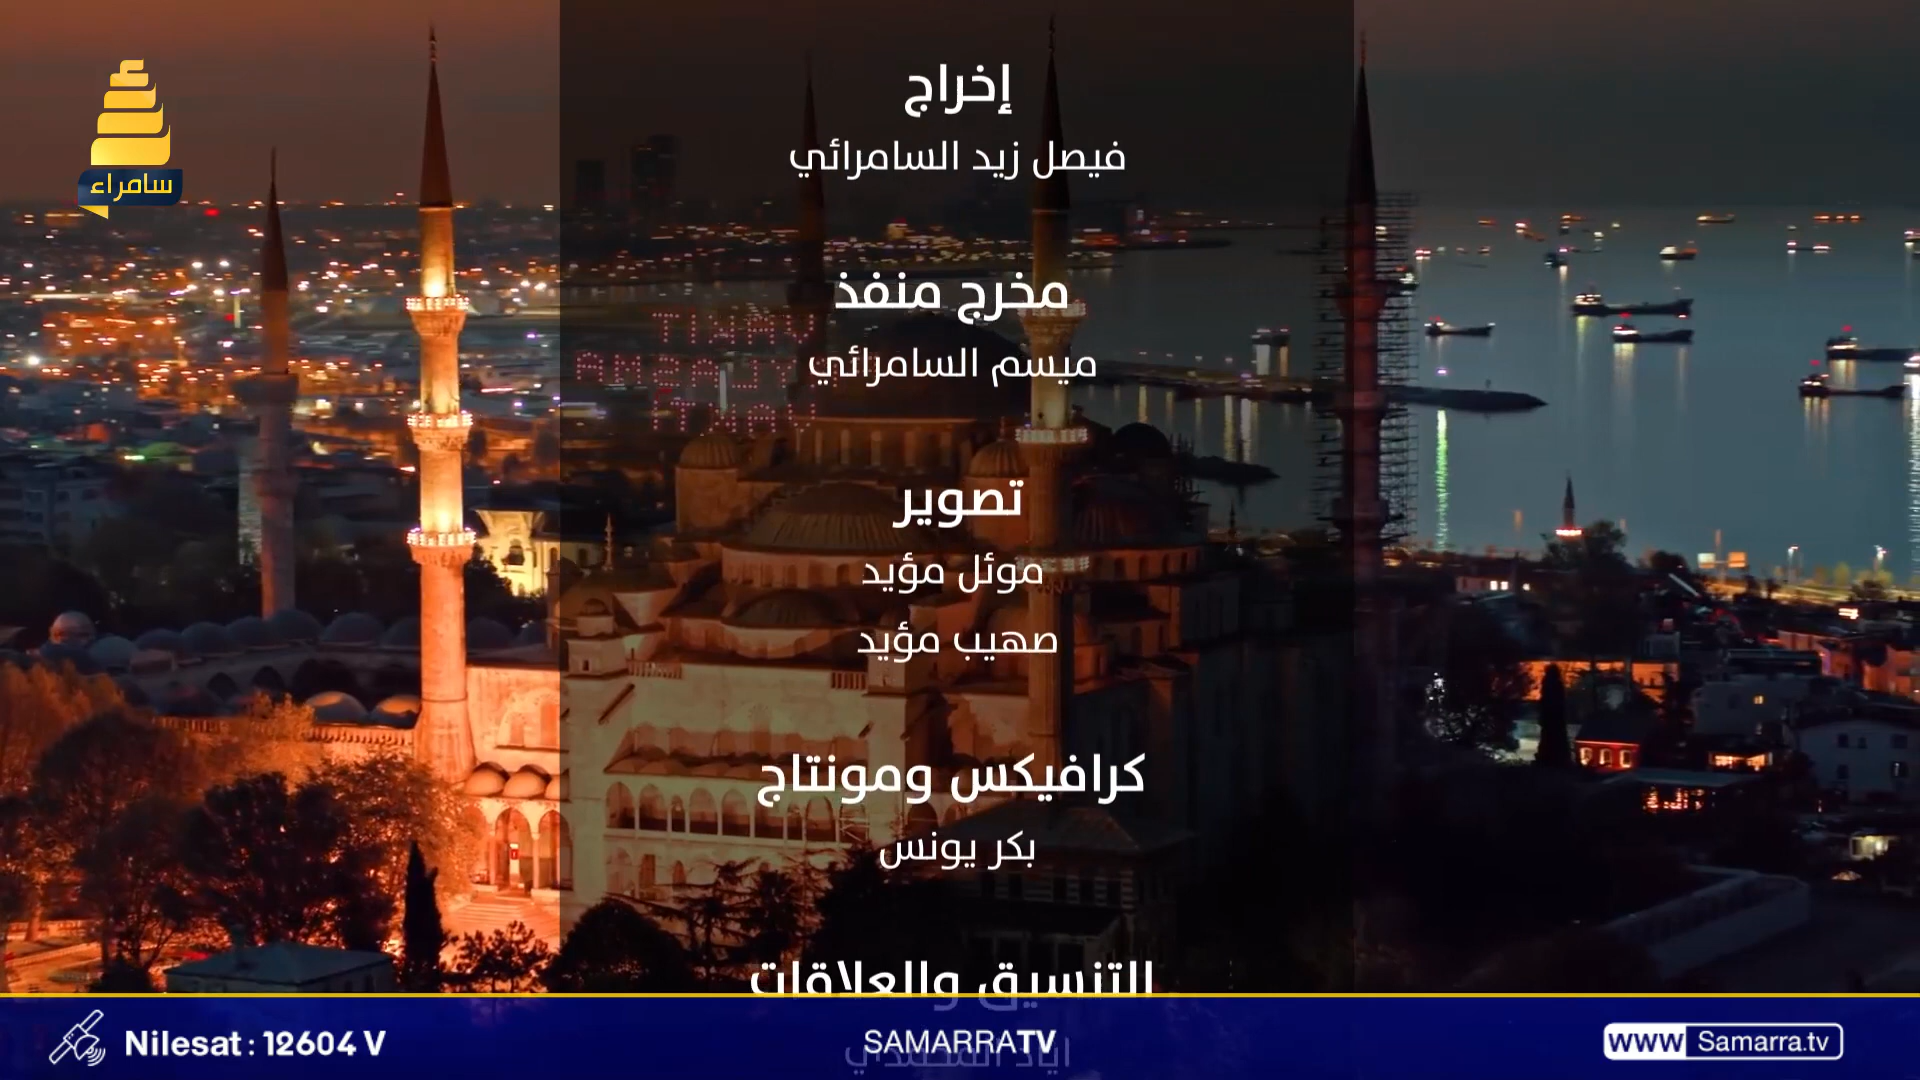 سامراء
إخراج
فيصل زيد السامرائي
مخرج منفذ
ميسم السامرائي
تصوير
موئل مؤيد
صهيب مؤيد
كرافيكس ومونتاج
بكر يونس
التنسيق والعلاقات
Nilesat : 12604 V
SAMARRATV
www Samarra.tv